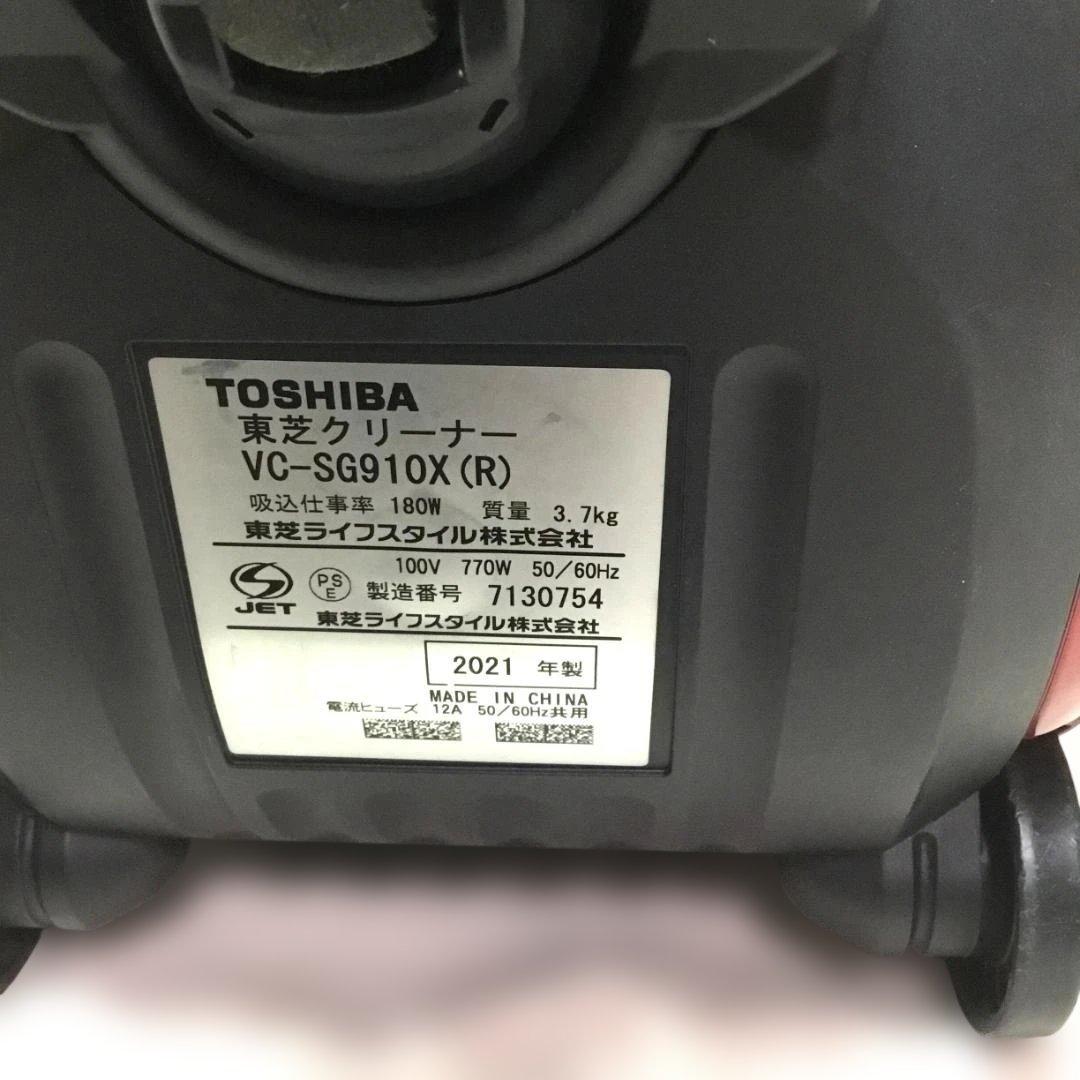 TOSHIBA
東芝クリーナー
VC-SG910X(R)
吸込仕事率 180W 質量 3.7kg
東芝ライフスタイル株式会社
100V 770W 50/60Hz
JET PSE 製造番号 7130754
東芝ライフスタイル株式会社
2021 年製
MADE IN CHINA
電流ヒューズ 12A 50/60Hz共用